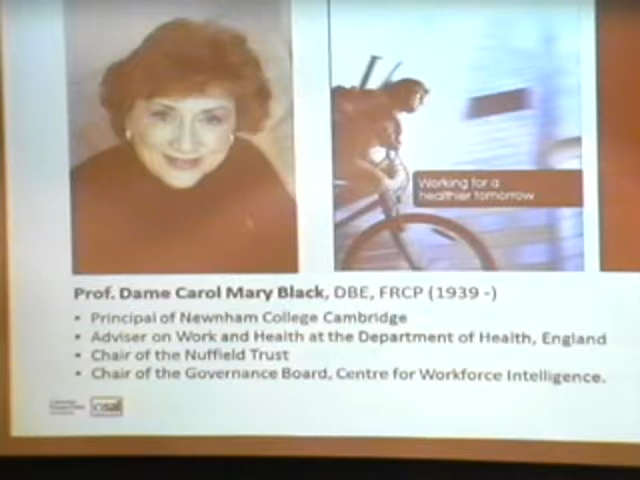 Working for a
healthier tomorrow
Prof. Dame Carol Mary Black, DBE, FRCP (1939 -)
• Principal of Newnham College Cambridge
• Adviser on Work and Health at the Department of Health, England
• Chair of the Nuffield Trust
• Chair of the Governance Board, Centre for Workforce Intelligence.